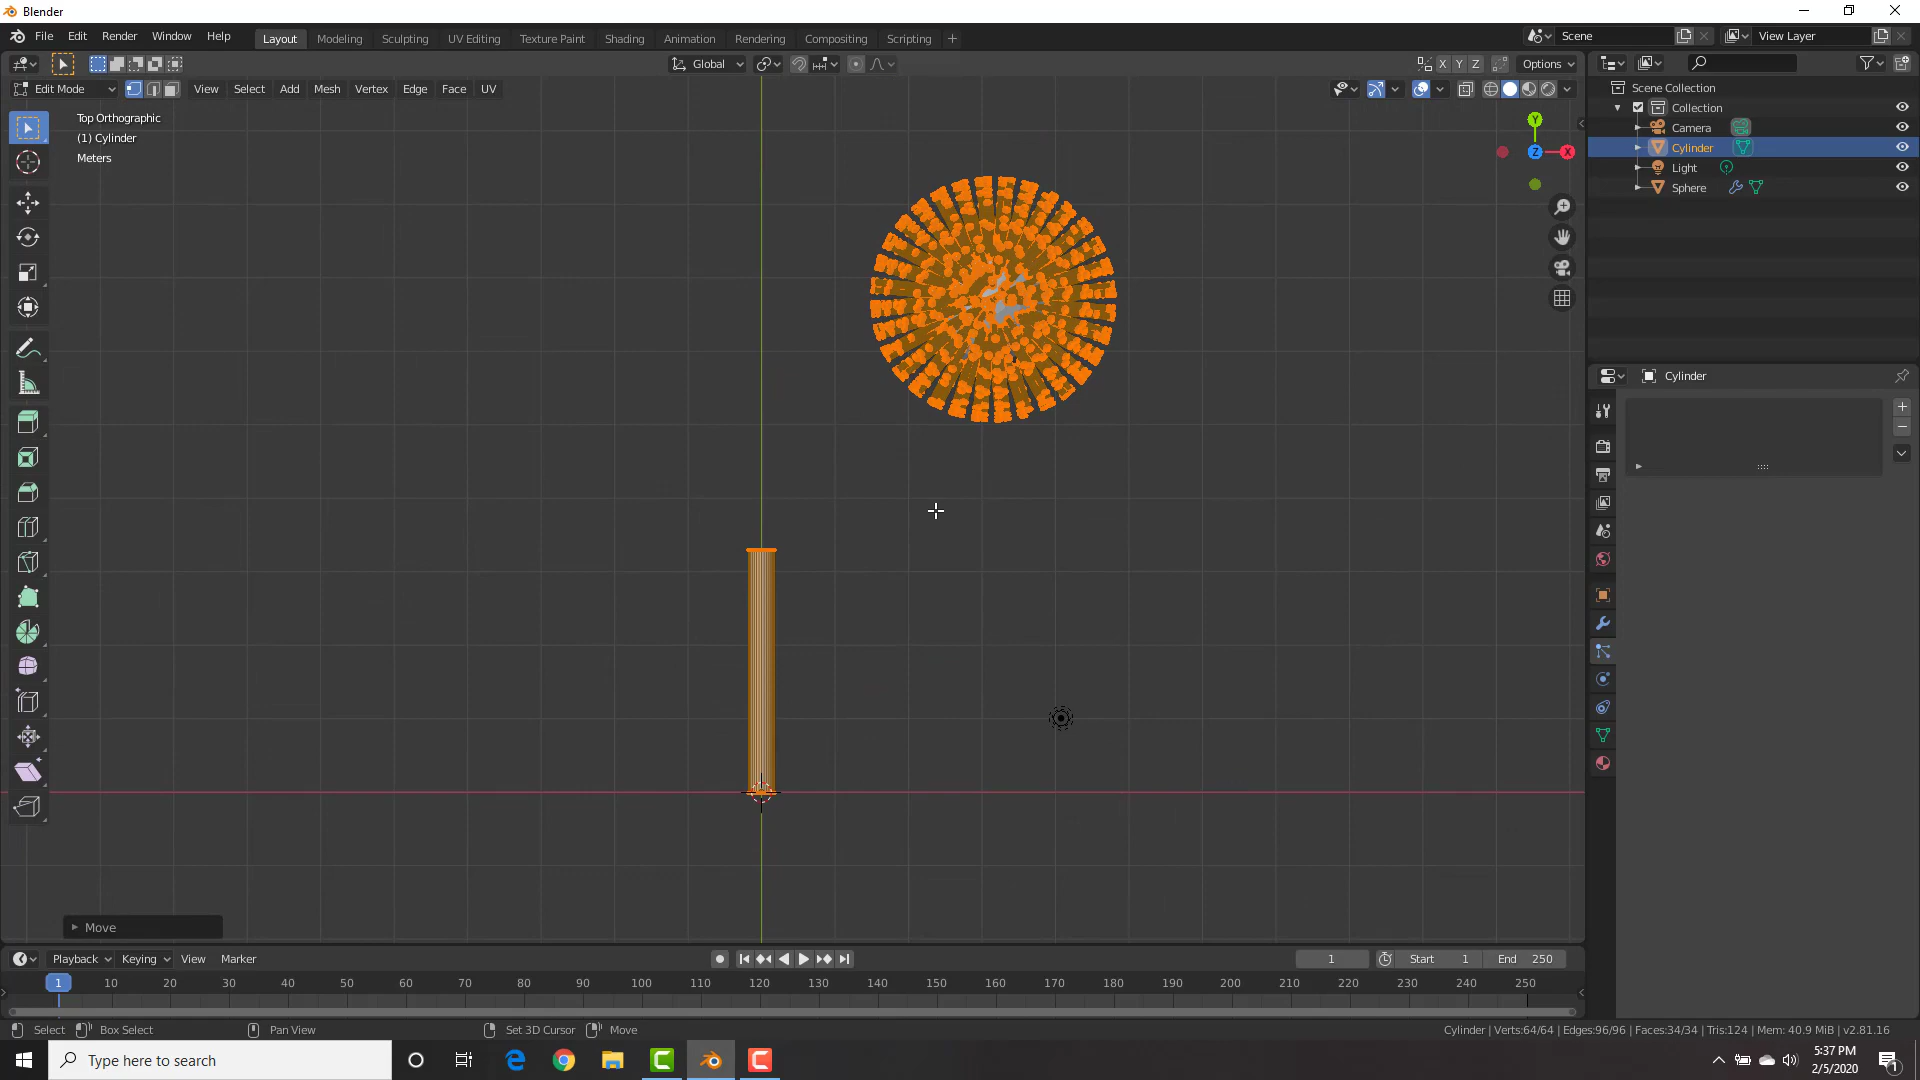 Blender
File Edit Render Window Help Layout Modeling Sculpting UV Editing Texture Paint Shading Animation Rendering Compositing Scripting + Scene View Layer
Global X Y Z Options
Edit Mode View Select Add Mesh Vertex Edge Face UV
Top Orthographic
(1) Cylinder
Meters
Y
Z X
Scene Collection
Collection
Camera
Cylinder
Light
Sphere
Cylinder
Move
Playback Keying View Marker 1 Start 1 End 250
1 10 20 30 40 50 60 70 80 90 100 110 120 130 140 150 160 170 180 190 200 210 220 230 240 250
Select Box Select Pan View Set 3D Cursor Move Cylinder | Verts:64/64 | Edges:96/96 | Faces:34/34 | Tris:124 | Mem: 40.9 MiB | v2.81.16
Type here to search
5:37 PM
2/5/2020
1